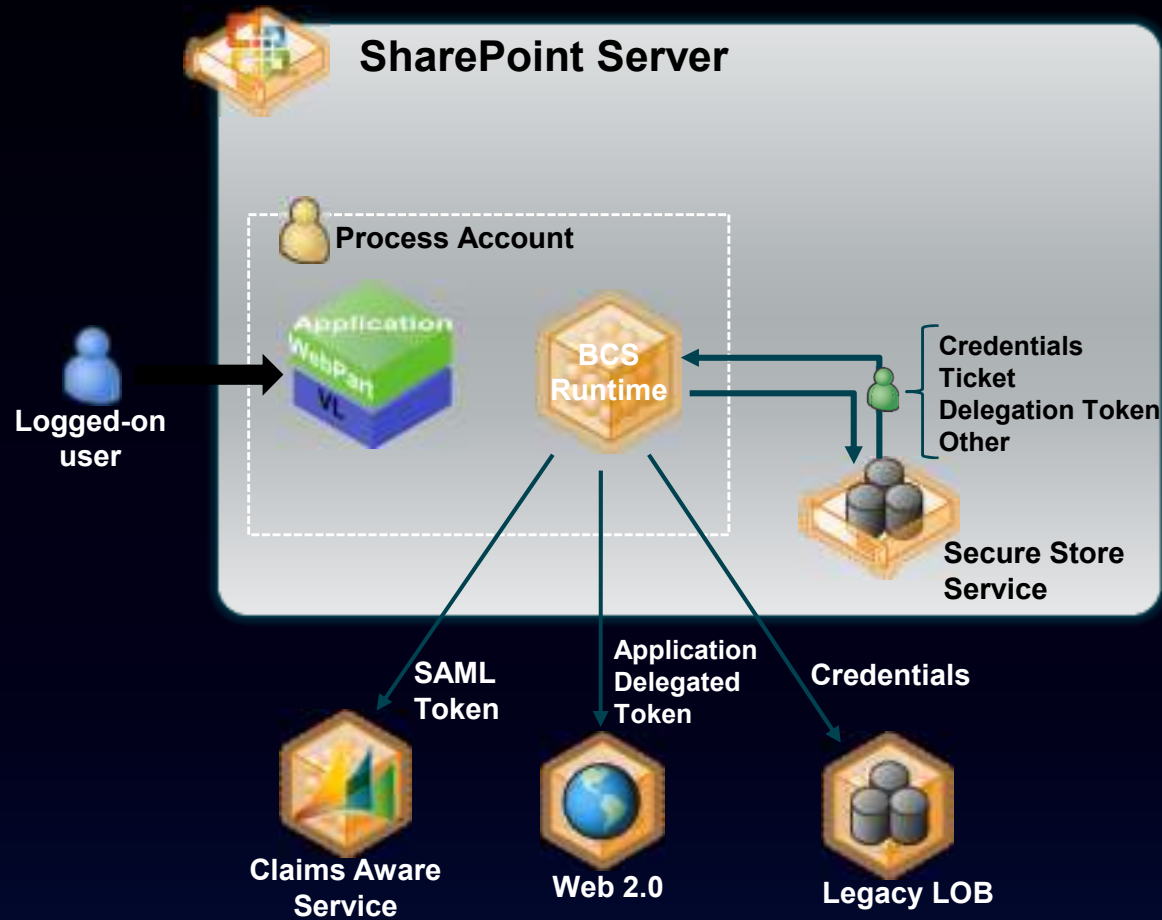 SharePoint Server
Process Account
Application
WebPart
VL
BCS
Runtime
Credentials
Ticket
Delegation Token
Other
Logged-on
user
Secure Store
Service
SAML
Token
Application
Delegated
Token
Credentials
Claims Aware
Service
Web 2.0
Legacy LOB